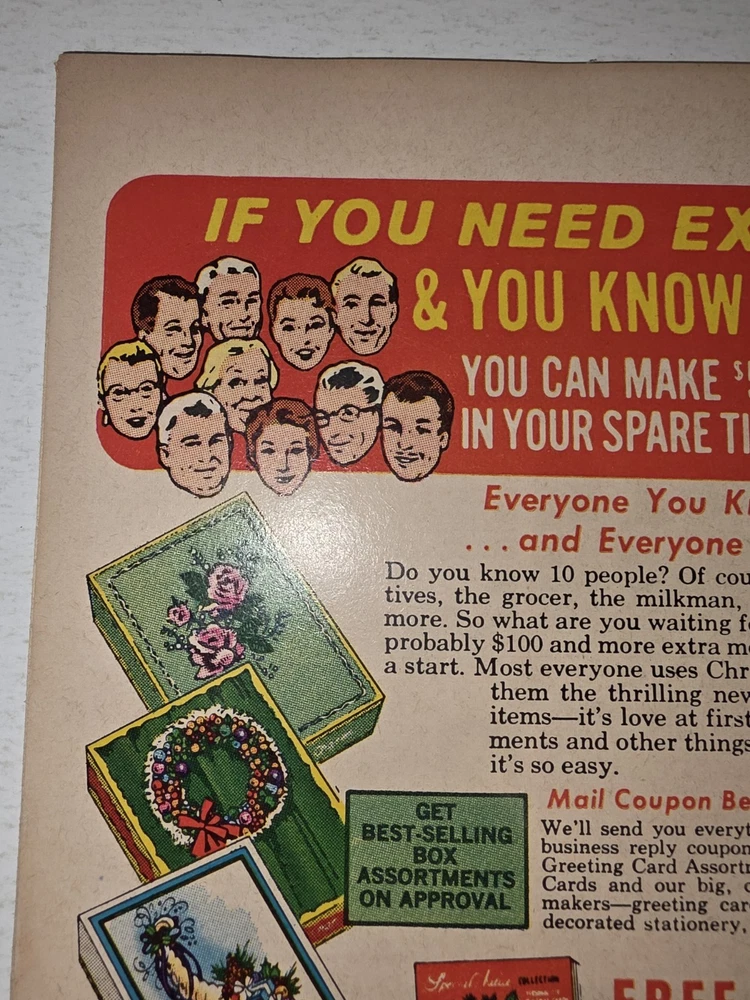 IF YOU NEED EX
& YOU KNOW
YOU CAN MAKE $
IN YOUR SPARE TI
Everyone You K
...and Everyone
Do you know 10 people? Of cou
tives, the grocer, the milkman,
more. So what are you waiting f
probably $100 and more extra m
a start. Most everyone uses Chr
them the thrilling new
items—it's love at first
ments and other things
it's so easy.
GET
BEST-SELLING
BOX
ASSORTMENTS
ON APPROVAL
Mail Coupon Be
We'll send you everyt
business reply coupon
Greeting Card Assortm
Cards and our big, c
makers—greeting car
decorated stationery,
COLLECTION
FREE